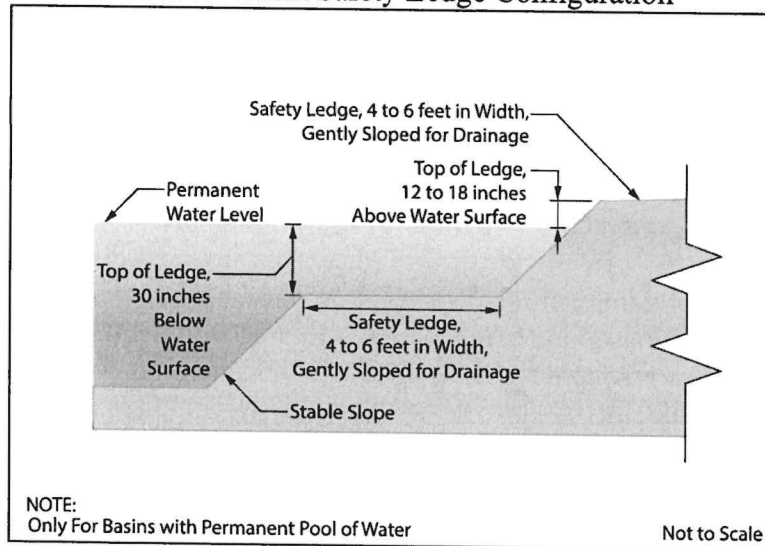 Safety Ledge Configuration
Safety Ledge, 4 to 6 feet in Width,
Gently Sloped for Drainage
Top of Ledge,
12 to 18 inches
Above Water Surface
Permanent
Water Level
Top of Ledge,
30 inches
Below
Water
Surface
Safety Ledge,
4 to 6 feet in Width,
Gently Sloped for Drainage
Stable Slope
NOTE:
Only For Basins with Permanent Pool of Water
Not to Scale